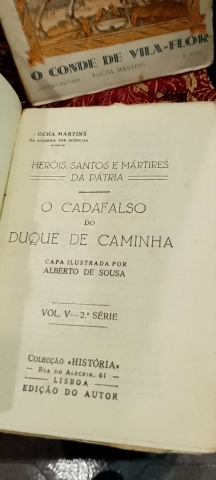 O CONDE DE VILA-FLOR
ROCHA MARTINS
OCHA MARTINS
DA ACADEMIA DAS SCIÊNCIAS
HERÓIS, SANTOS E MÁRTIRES
DA PÁTRIA
O CADAFALSO
DO
DUQUE DE CAMINHA
CAPA ILUSTRADA POR
ALBERTO DE SOUSA
VOL. V—2.ª SÉRIE
COLECÇÃO «HISTÓRIA»
RUA DO ALECRIM, 61
LISBOA
EDIÇÃO DO AUTOR